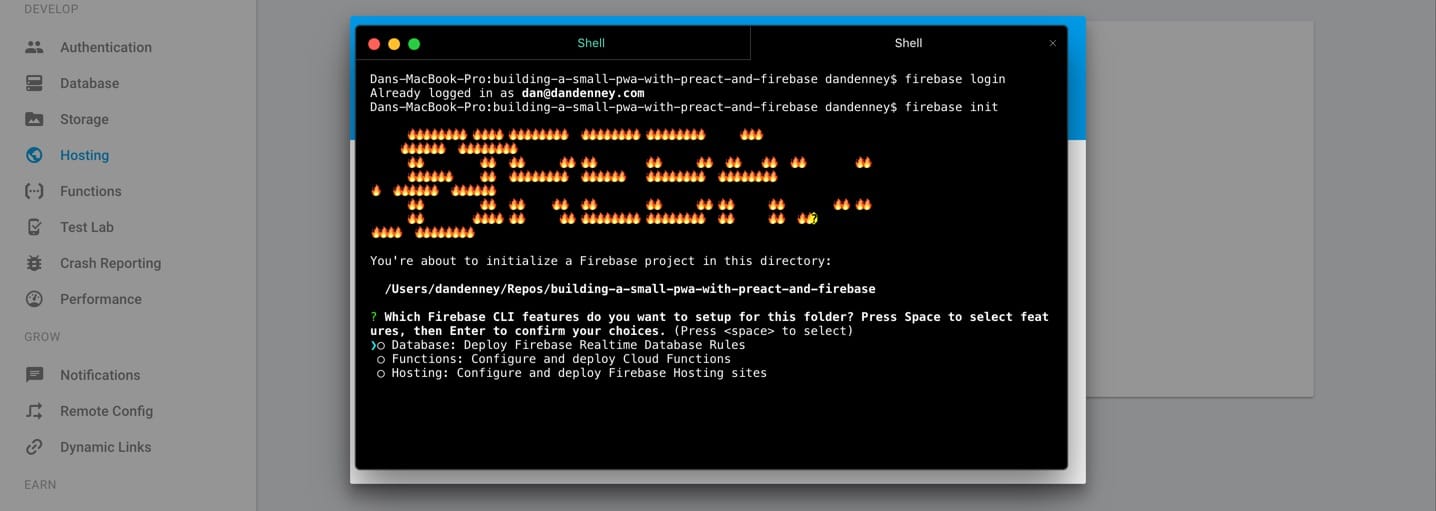 DEVELOP
Authentication
Database
Storage
Hosting
Functions
Test Lab
Crash Reporting
Performance
GROW
Notifications
Remote Config
Dynamic Links
EARN
Shell
Shell
Dans-MacBook-Pro:building-a-small-pwa-with-preact-and-firebase dandenney$ firebase login
Already logged in as dan@dandenney.com
Dans-MacBook-Pro:building-a-small-pwa-with-preact-and-firebase dandenney$ firebase init
?
You're about to initialize a Firebase project in this directory:
/Users/dandenney/Repos/building-a-small-pwa-with-preact-and-firebase
? Which Firebase CLI features do you want to setup for this folder? Press Space to select feat
ures, then Enter to confirm your choices. (Press <space> to select)
❯○ Database: Deploy Firebase Realtime Database Rules
○ Functions: Configure and deploy Cloud Functions
○ Hosting: Configure and deploy Firebase Hosting sites